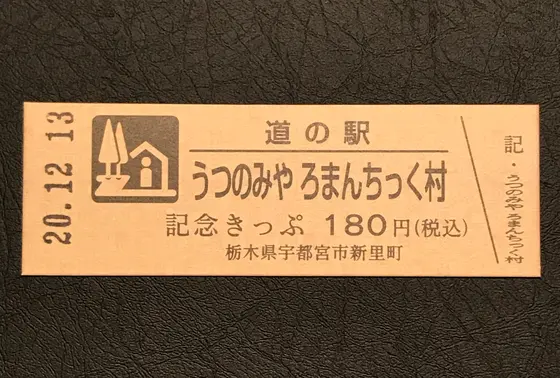 20.12 13
道の駅
うつのみや ろまんちっく村
記念きっぷ 180円(税込)
栃木県宇都宮市新里町
記・うつのみや ろまんちっく村